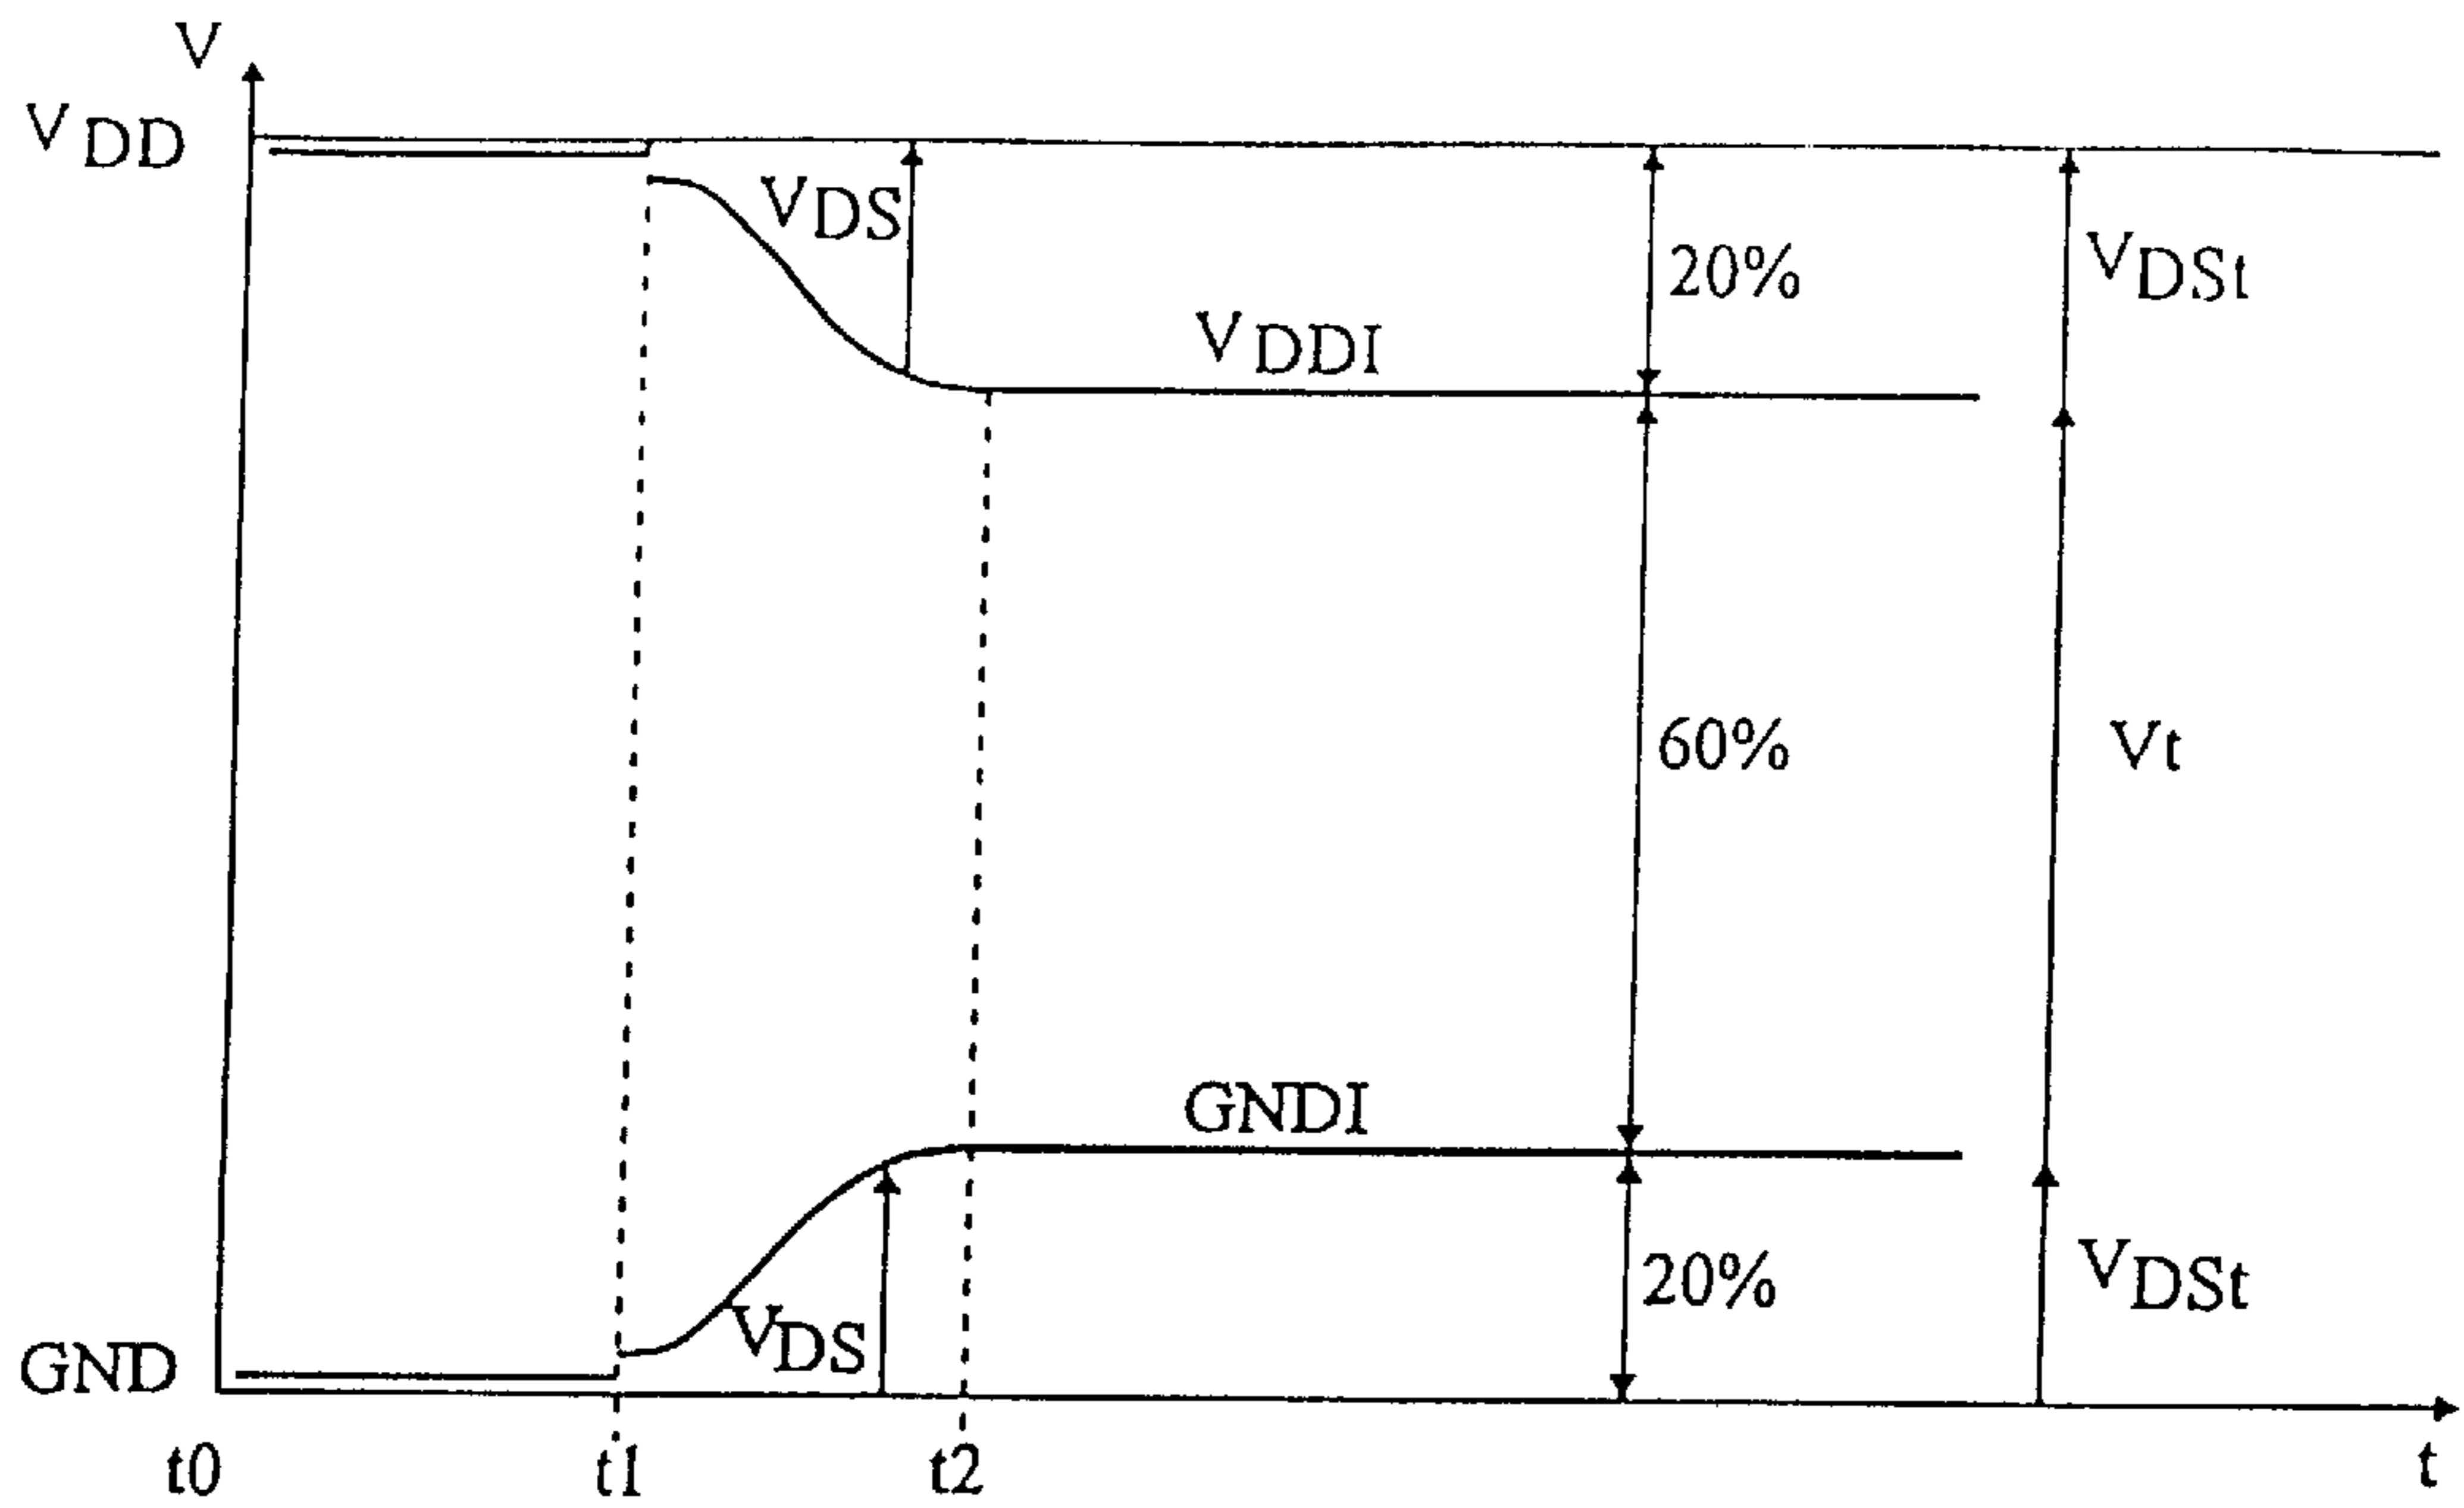 V
VDD
VDS
20%
VDSt
VDDI
60%
Vt
GNDI
20%
VDSt
VDS
GND
t0
t1
t2
t